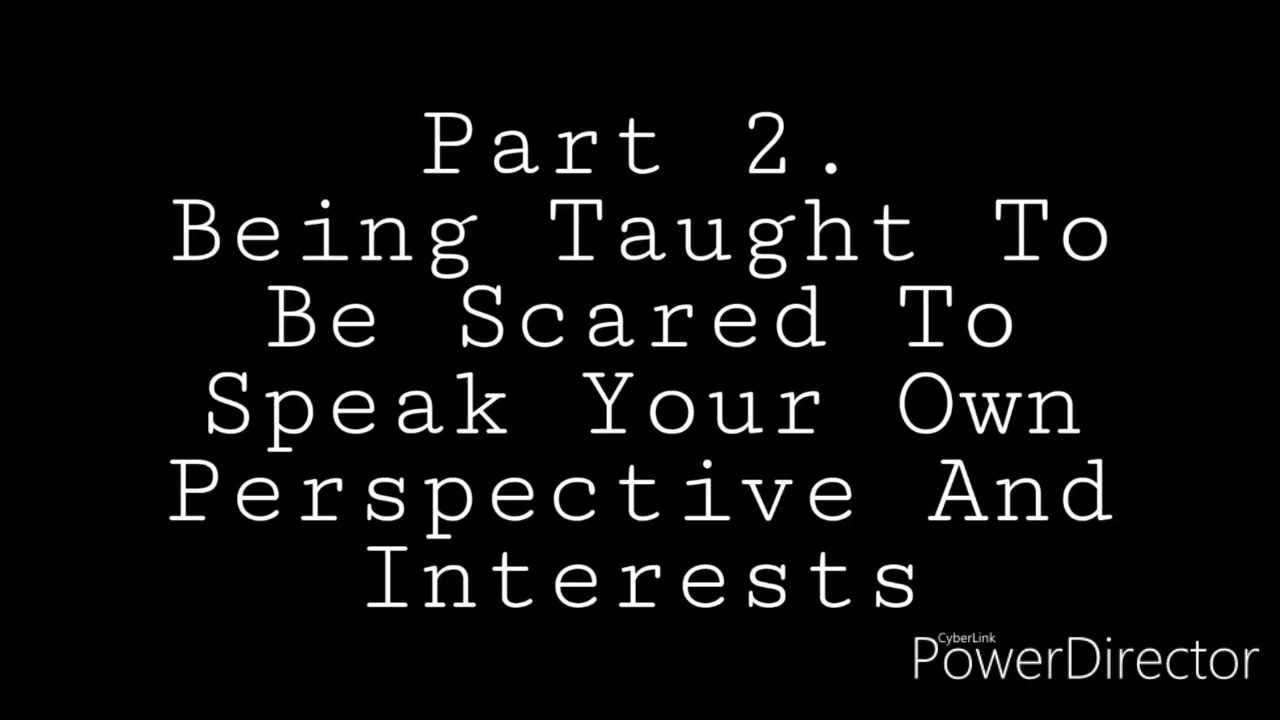 Part 2.
Being Taught To
Be Scared To
Speak Your Own
Perspective And
Interests
CyberLink
PowerDirector